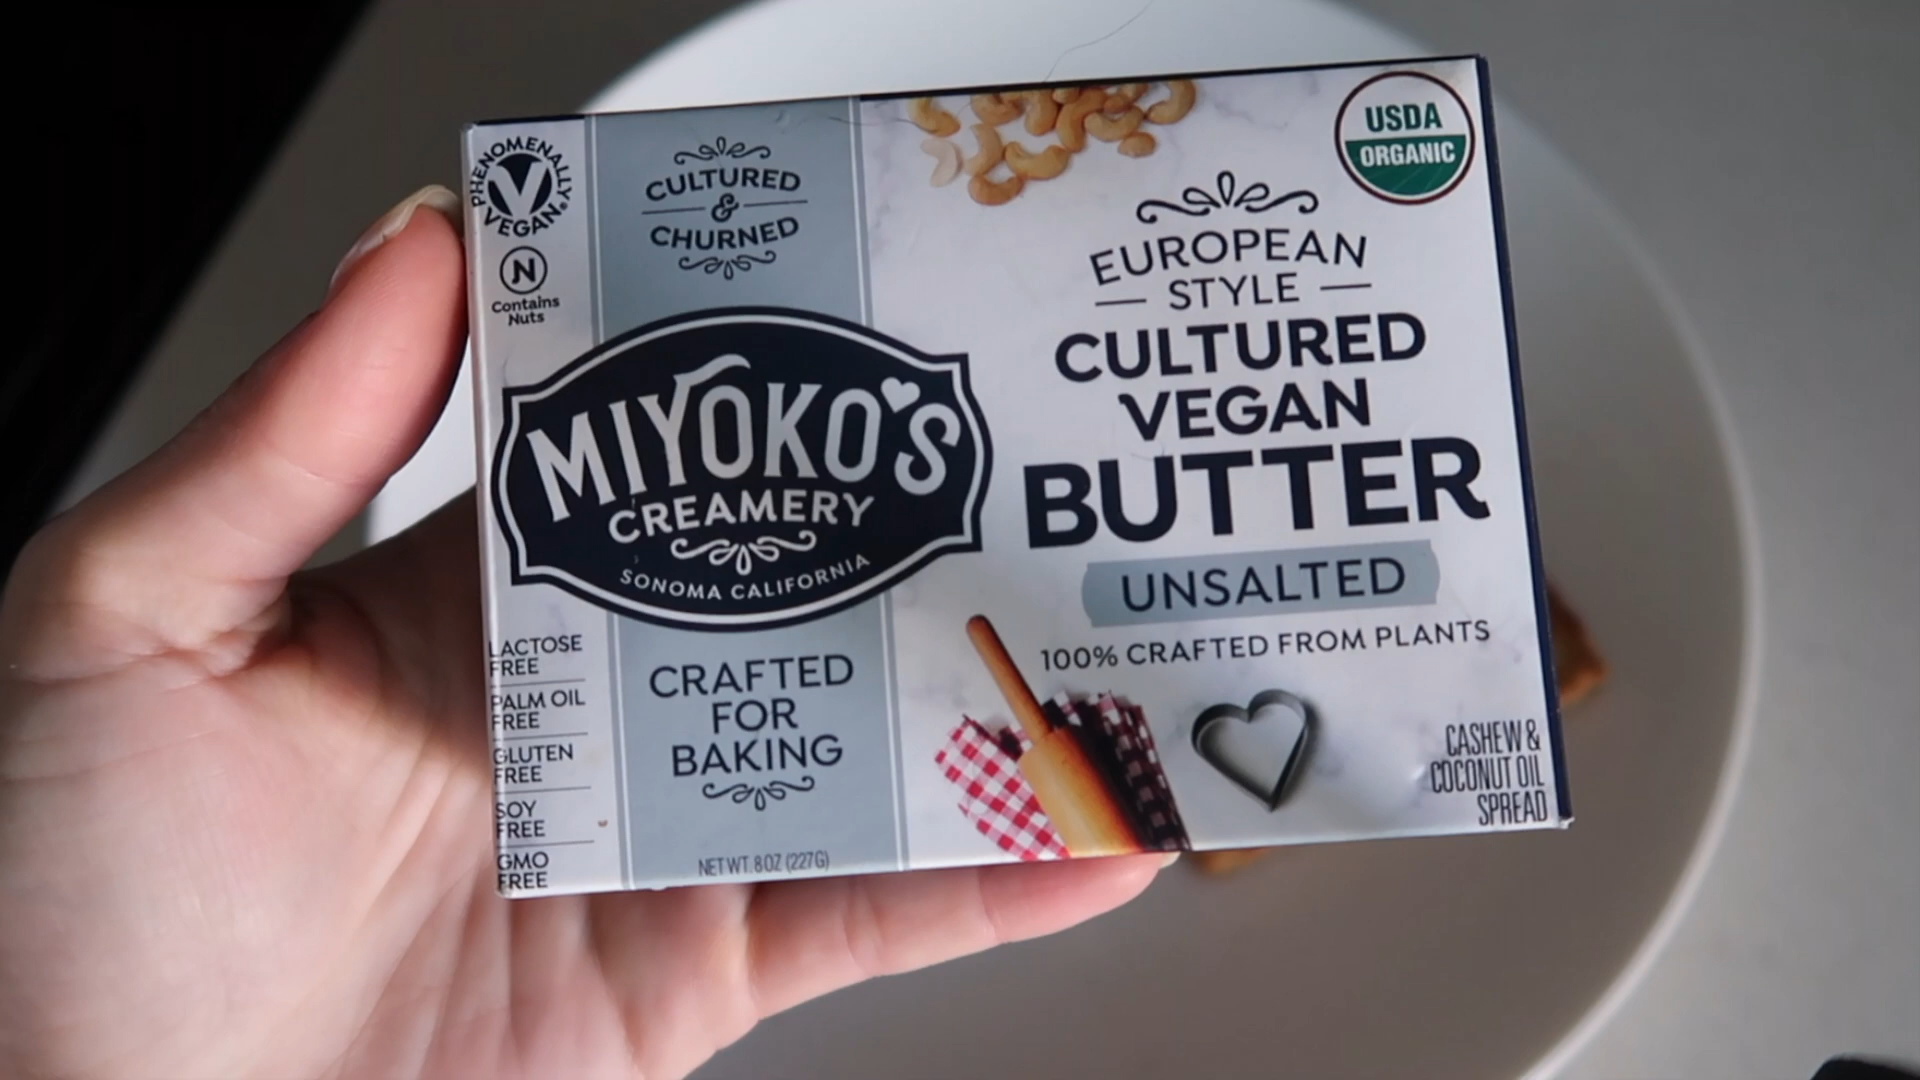 PHENOMENALLY
V
VEGAN®
N
Contains
Nuts
CULTURED
&
CHURNED
MIYOKO'S
CREAMERY
SONOMA CALIFORNIA
LACTOSE
FREE
PALM OIL
FREE
GLUTEN
FREE
SOY
FREE
GMO
FREE
CRAFTED
FOR
BAKING
NET WT. 8 OZ (227G)
USDA
ORGANIC
EUROPEAN
STYLE
CULTURED
VEGAN
BUTTER
UNSALTED
100% CRAFTED FROM PLANTS
CASHEW &
COCONUT OIL
SPREAD